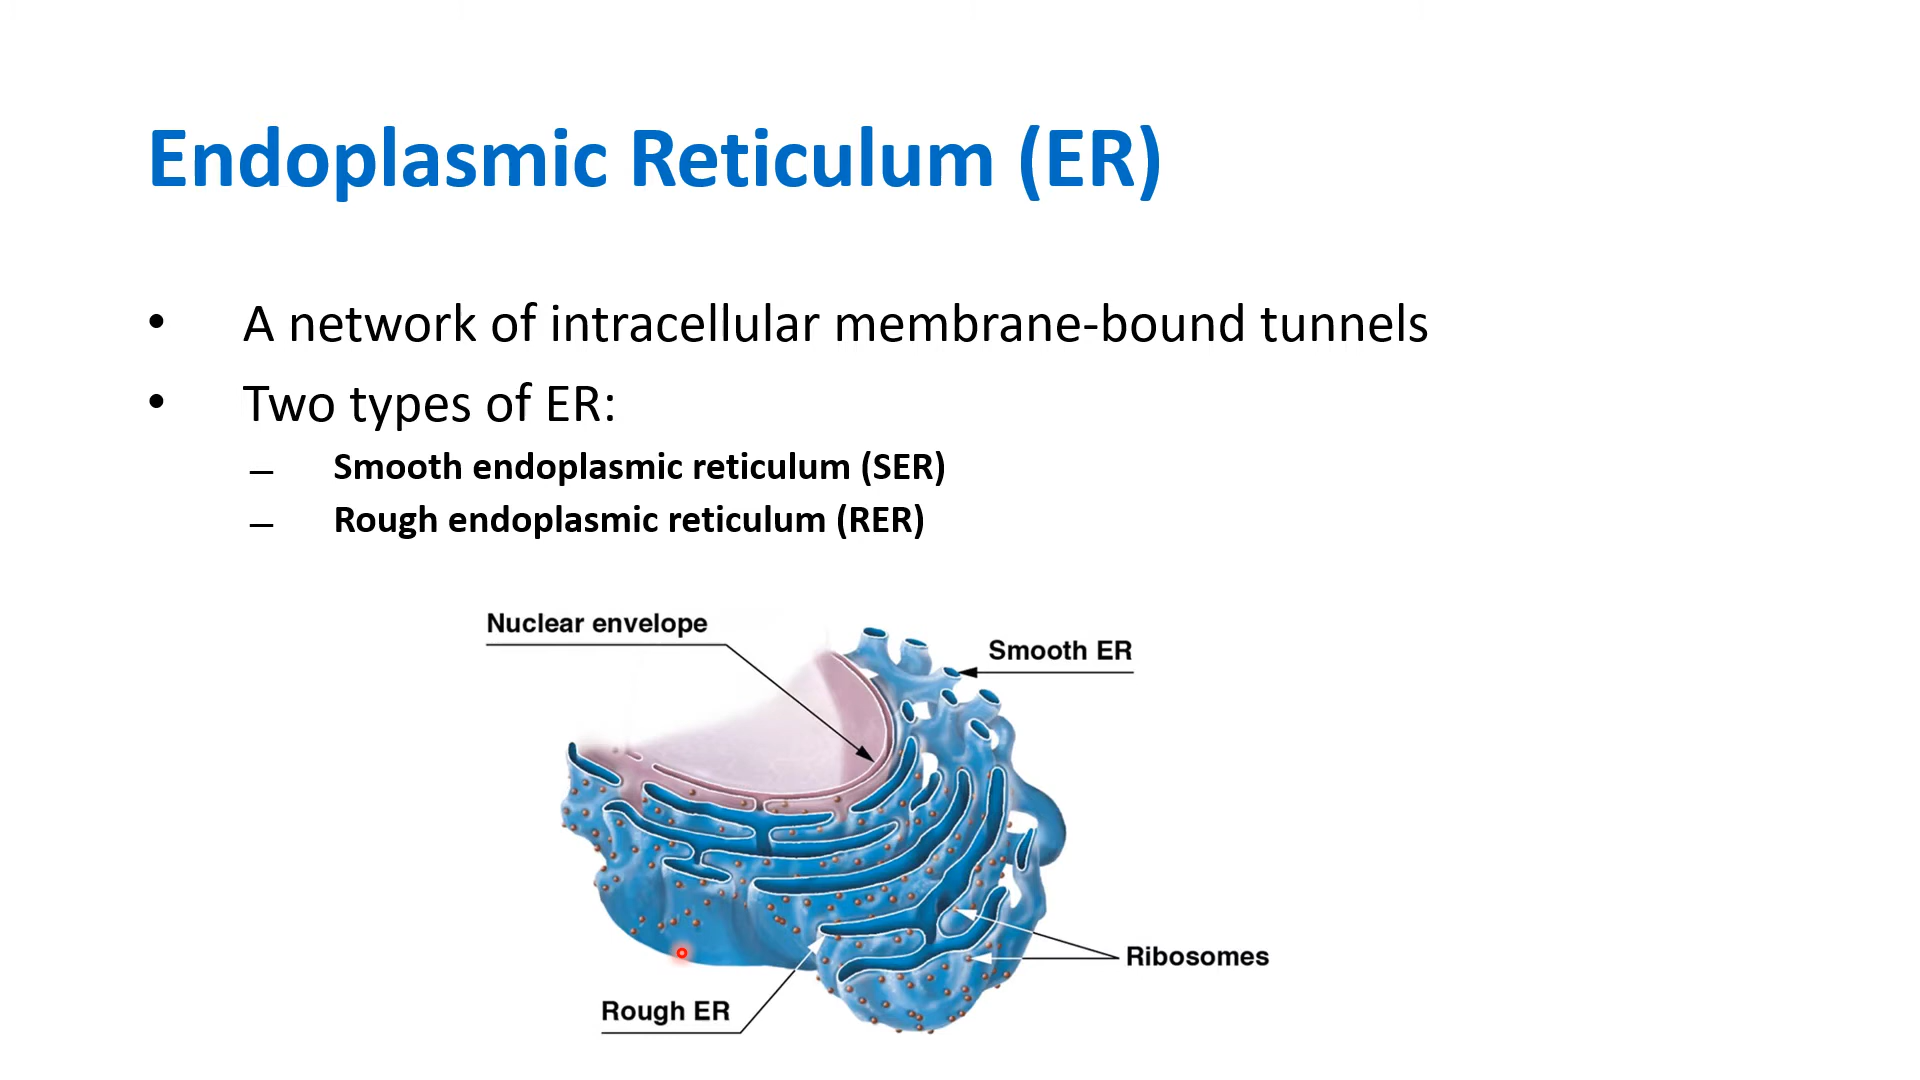 Endoplasmic Reticulum (ER)
• A network of intracellular membrane-bound tunnels
• Two types of ER:
– Smooth endoplasmic reticulum (SER)
– Rough endoplasmic reticulum (RER)
Nuclear envelope
Smooth ER
Ribosomes
Rough ER